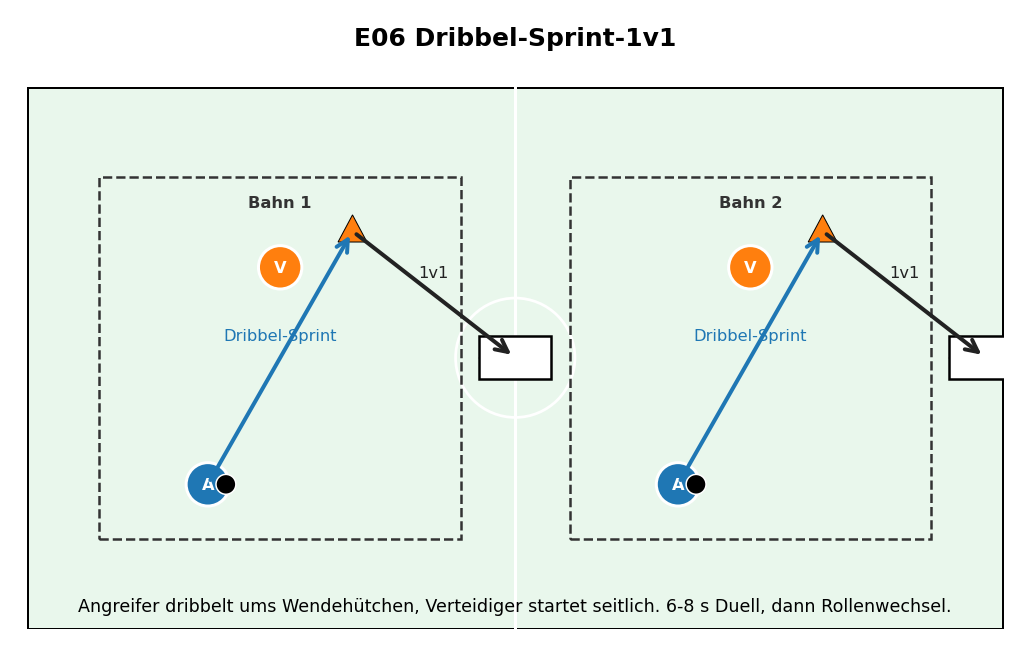 E06 Dribbel-Sprint-1v1
Bahn 1
Bahn 2
V
V
1v1
1v1
Dribbel-Sprint
Dribbel-Sprint
A
A
Angreifer dribbelt ums Wendehütchen, Verteidiger startet seitlich. 6-8 s Duell, dann Rollenwechsel.